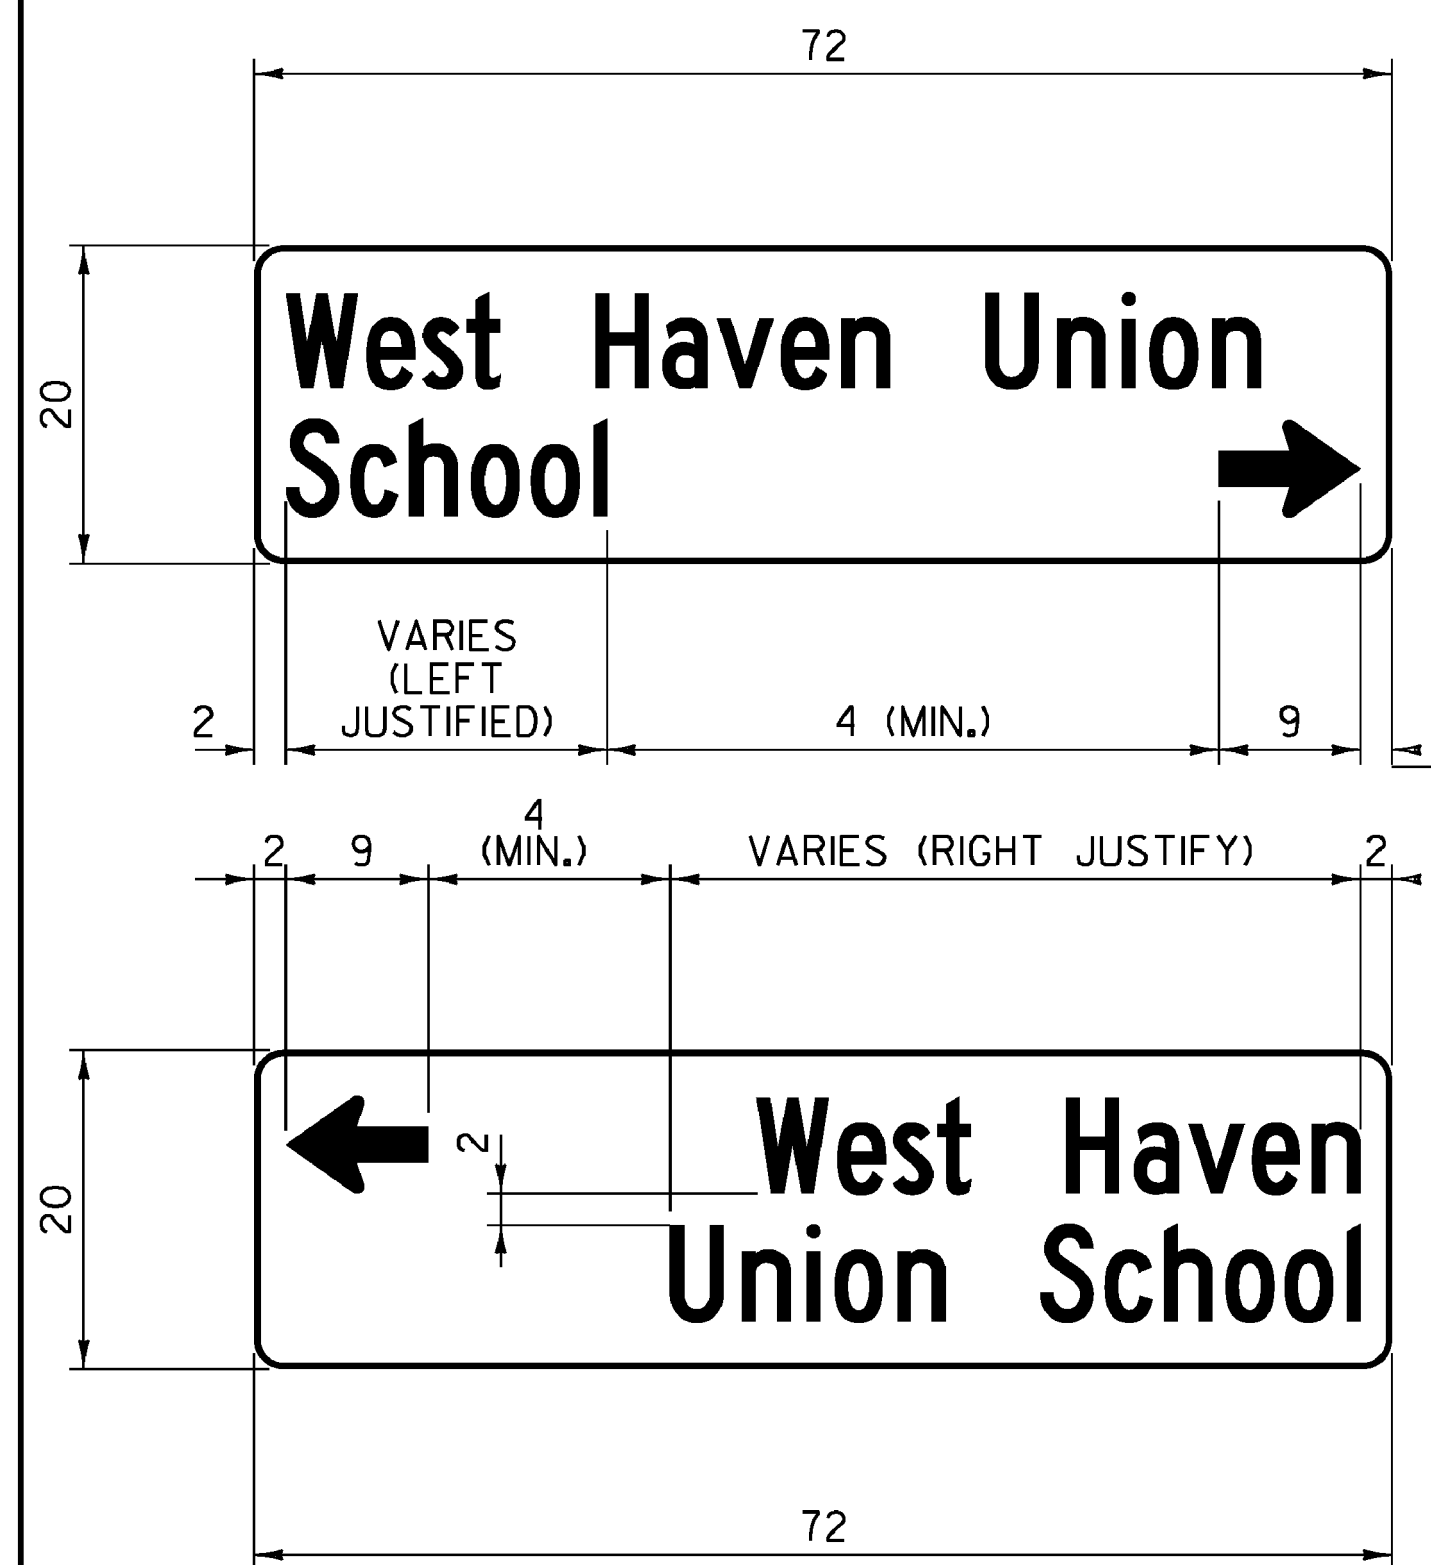 72
20
West Haven Union
School
VARIES
(LEFT
JUSTIFIED)
2
4 (MIN.)
9
4
(MIN.)
2
9
VARIES (RIGHT JUSTIFY)
2
20
2
West Haven
Union School
72